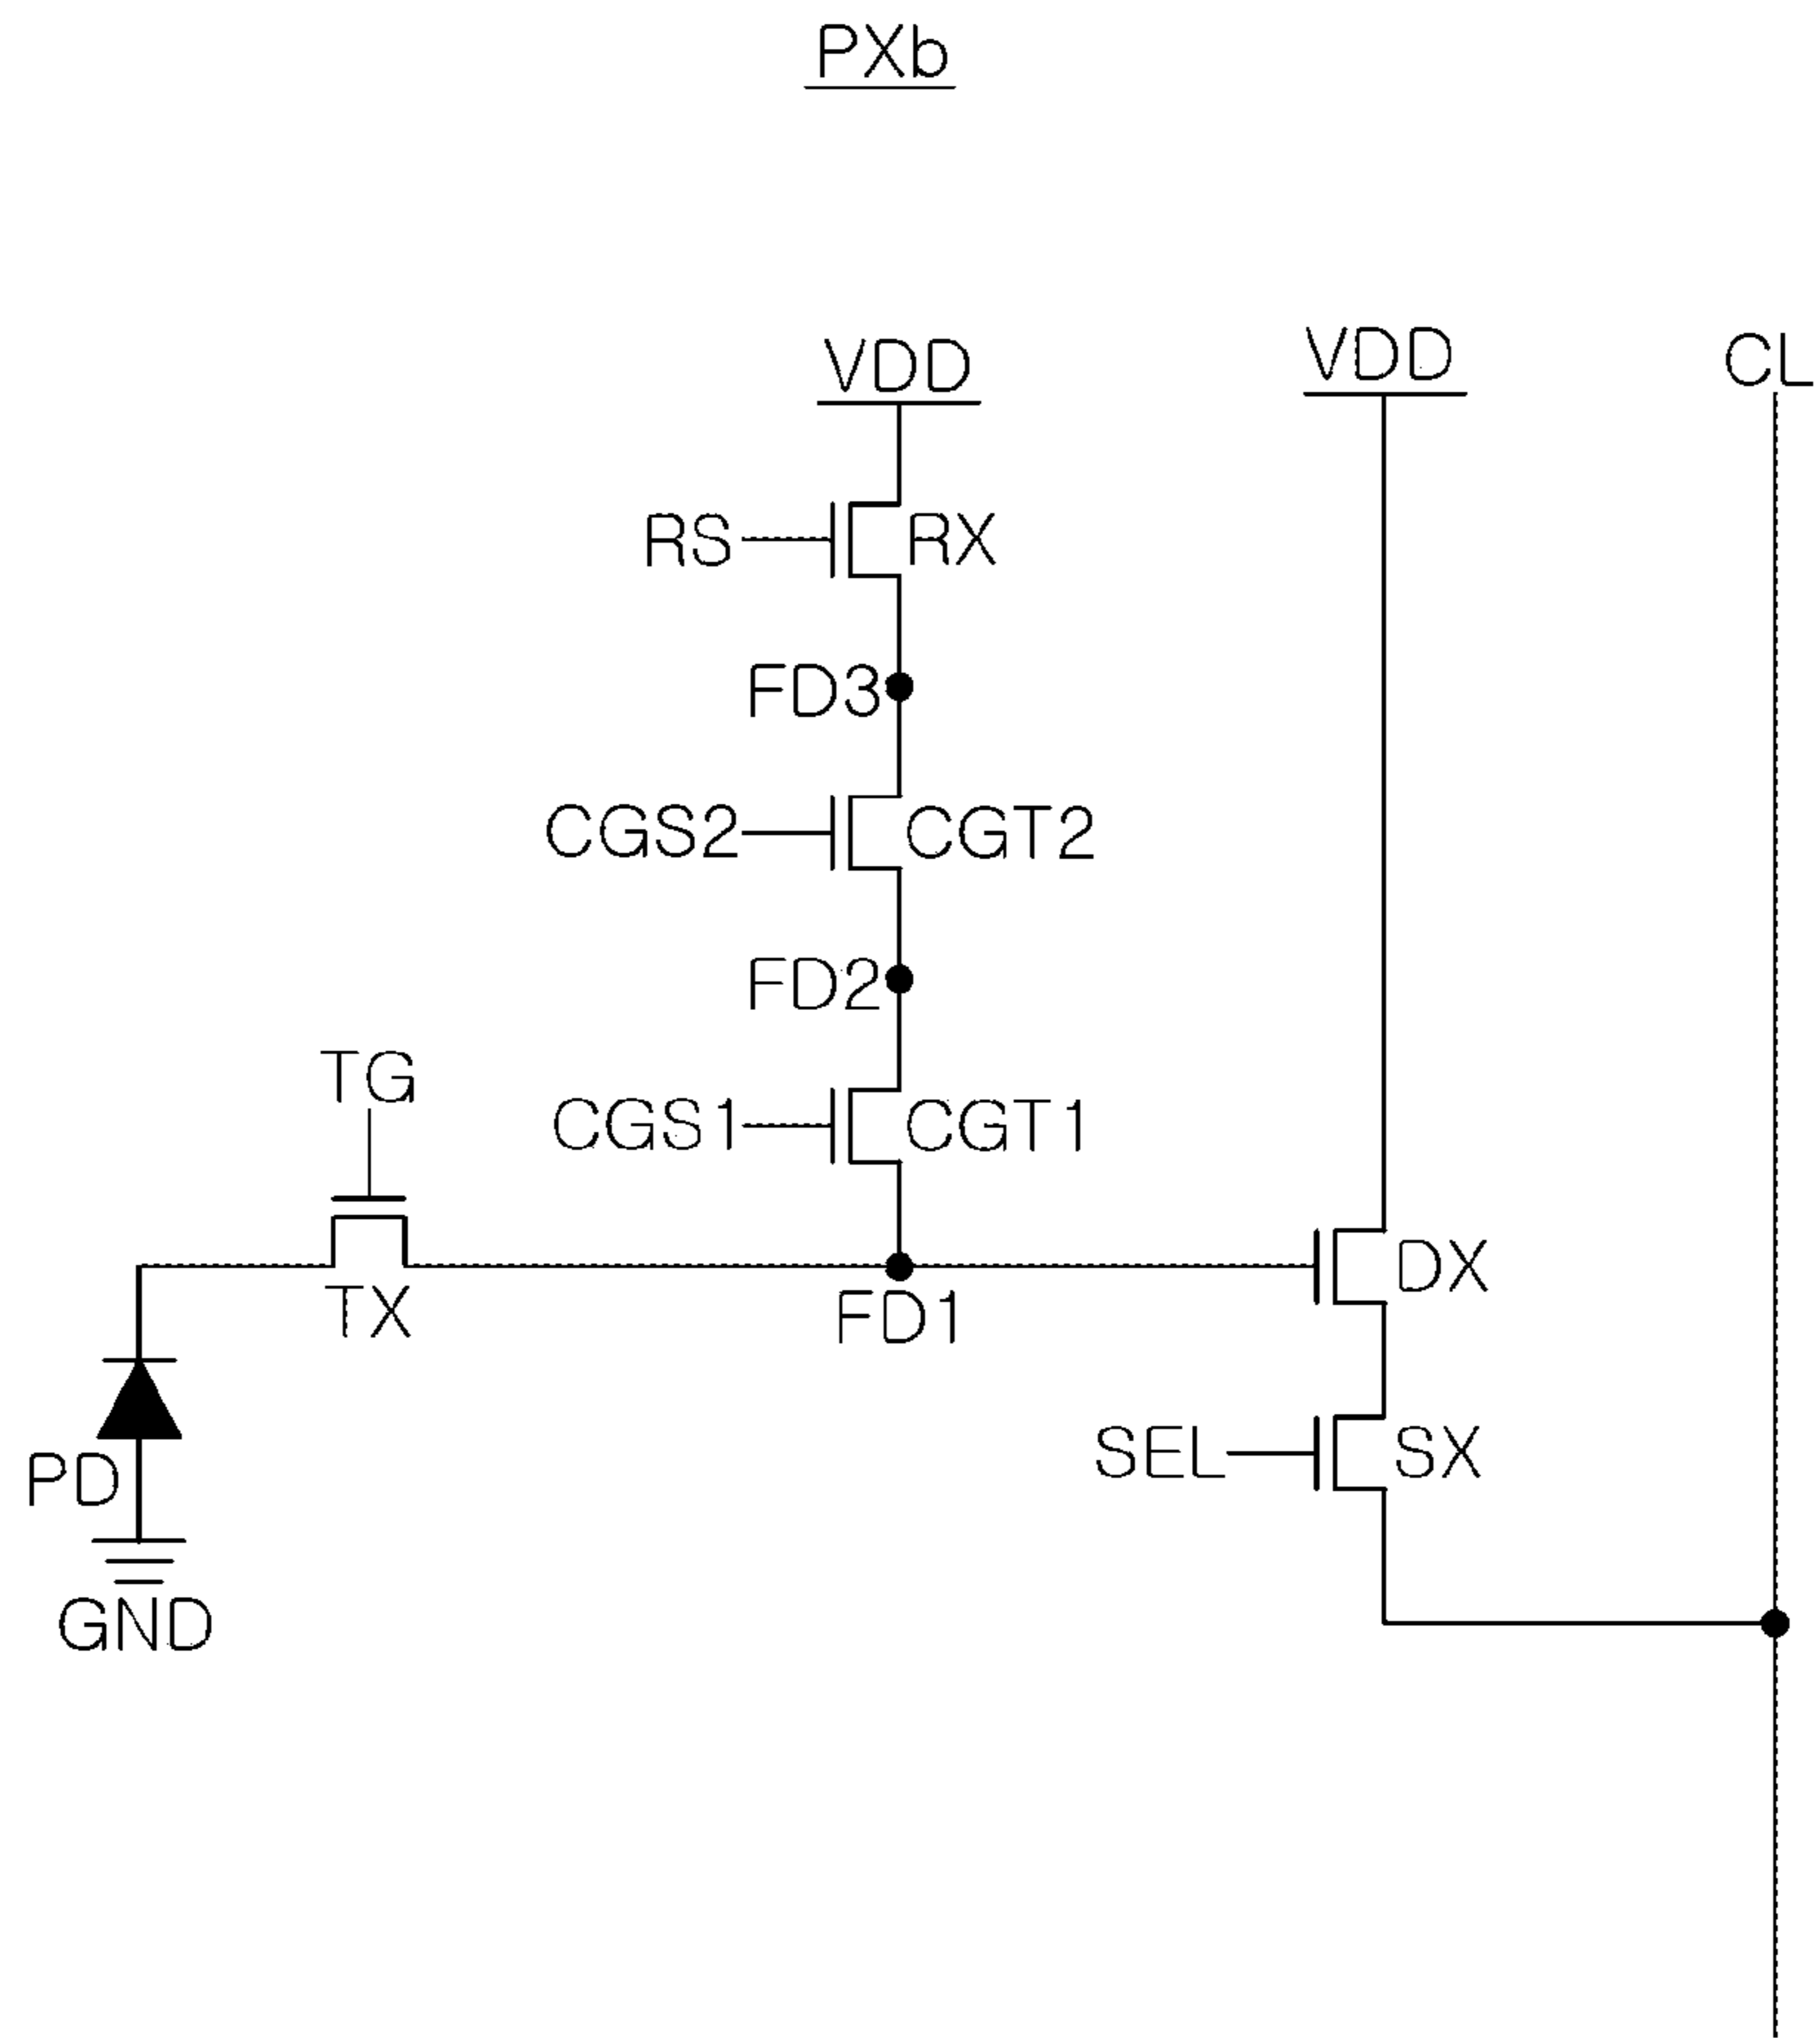 PXb
VDD
VDD
CL
RS
RX
FD3
CGS2
CGT2
FD2
TG
CGS1
CGT1
DX
TX
FD1
SEL
SX
PD
GND